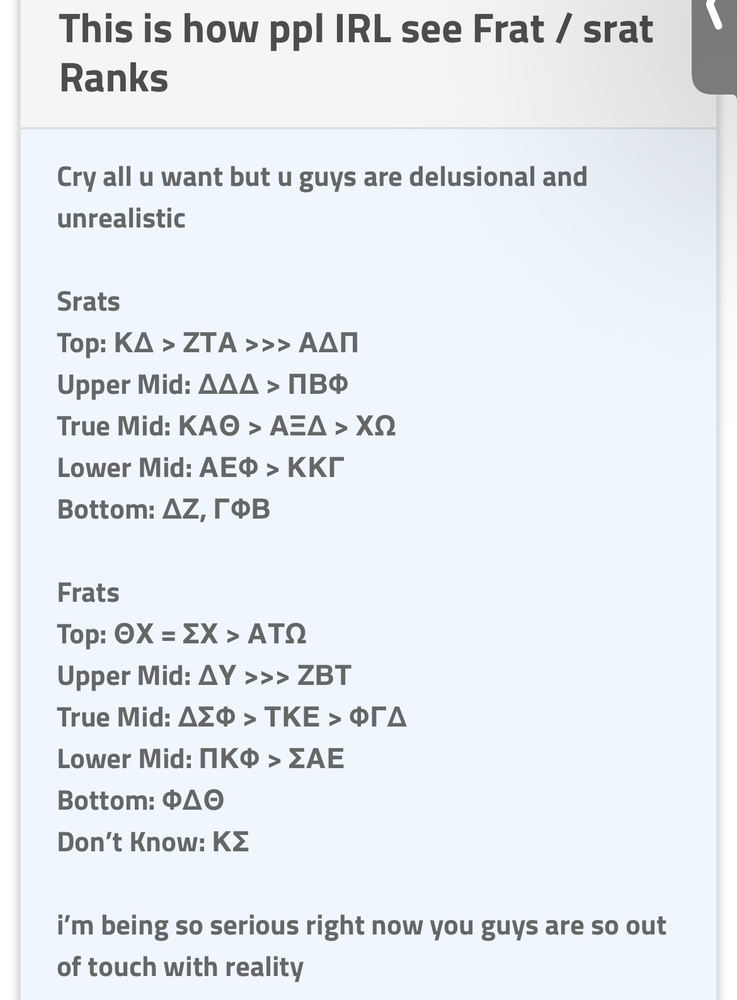 This is how ppl IRL see Frat / srat
Ranks
Cry all u want but u guys are delusional and
unrealistic
Srats
Top: ΚΔ > ΖΤΑ >>> ΑΔΠ
Upper Mid: ΔΔΔ > ΠΒΦ
True Mid: ΚΑΘ > ΑΞΔ > ΧΩ
Lower Mid: ΑΕΦ > ΚΚΓ
Bottom: ΔΖ, ΓΦΒ
Frats
Top: ΘΧ = ΣΧ > ΑΤΩ
Upper Mid: ΔΥ >>> ΖΒΤ
True Mid: ΔΣΦ > ΤΚΕ > ΦΓΔ
Lower Mid: ΠΚΦ > ΣΑΕ
Bottom: ΦΔΘ
Don’t Know: ΚΣ
i’m being so serious right now you guys are so out
of touch with reality